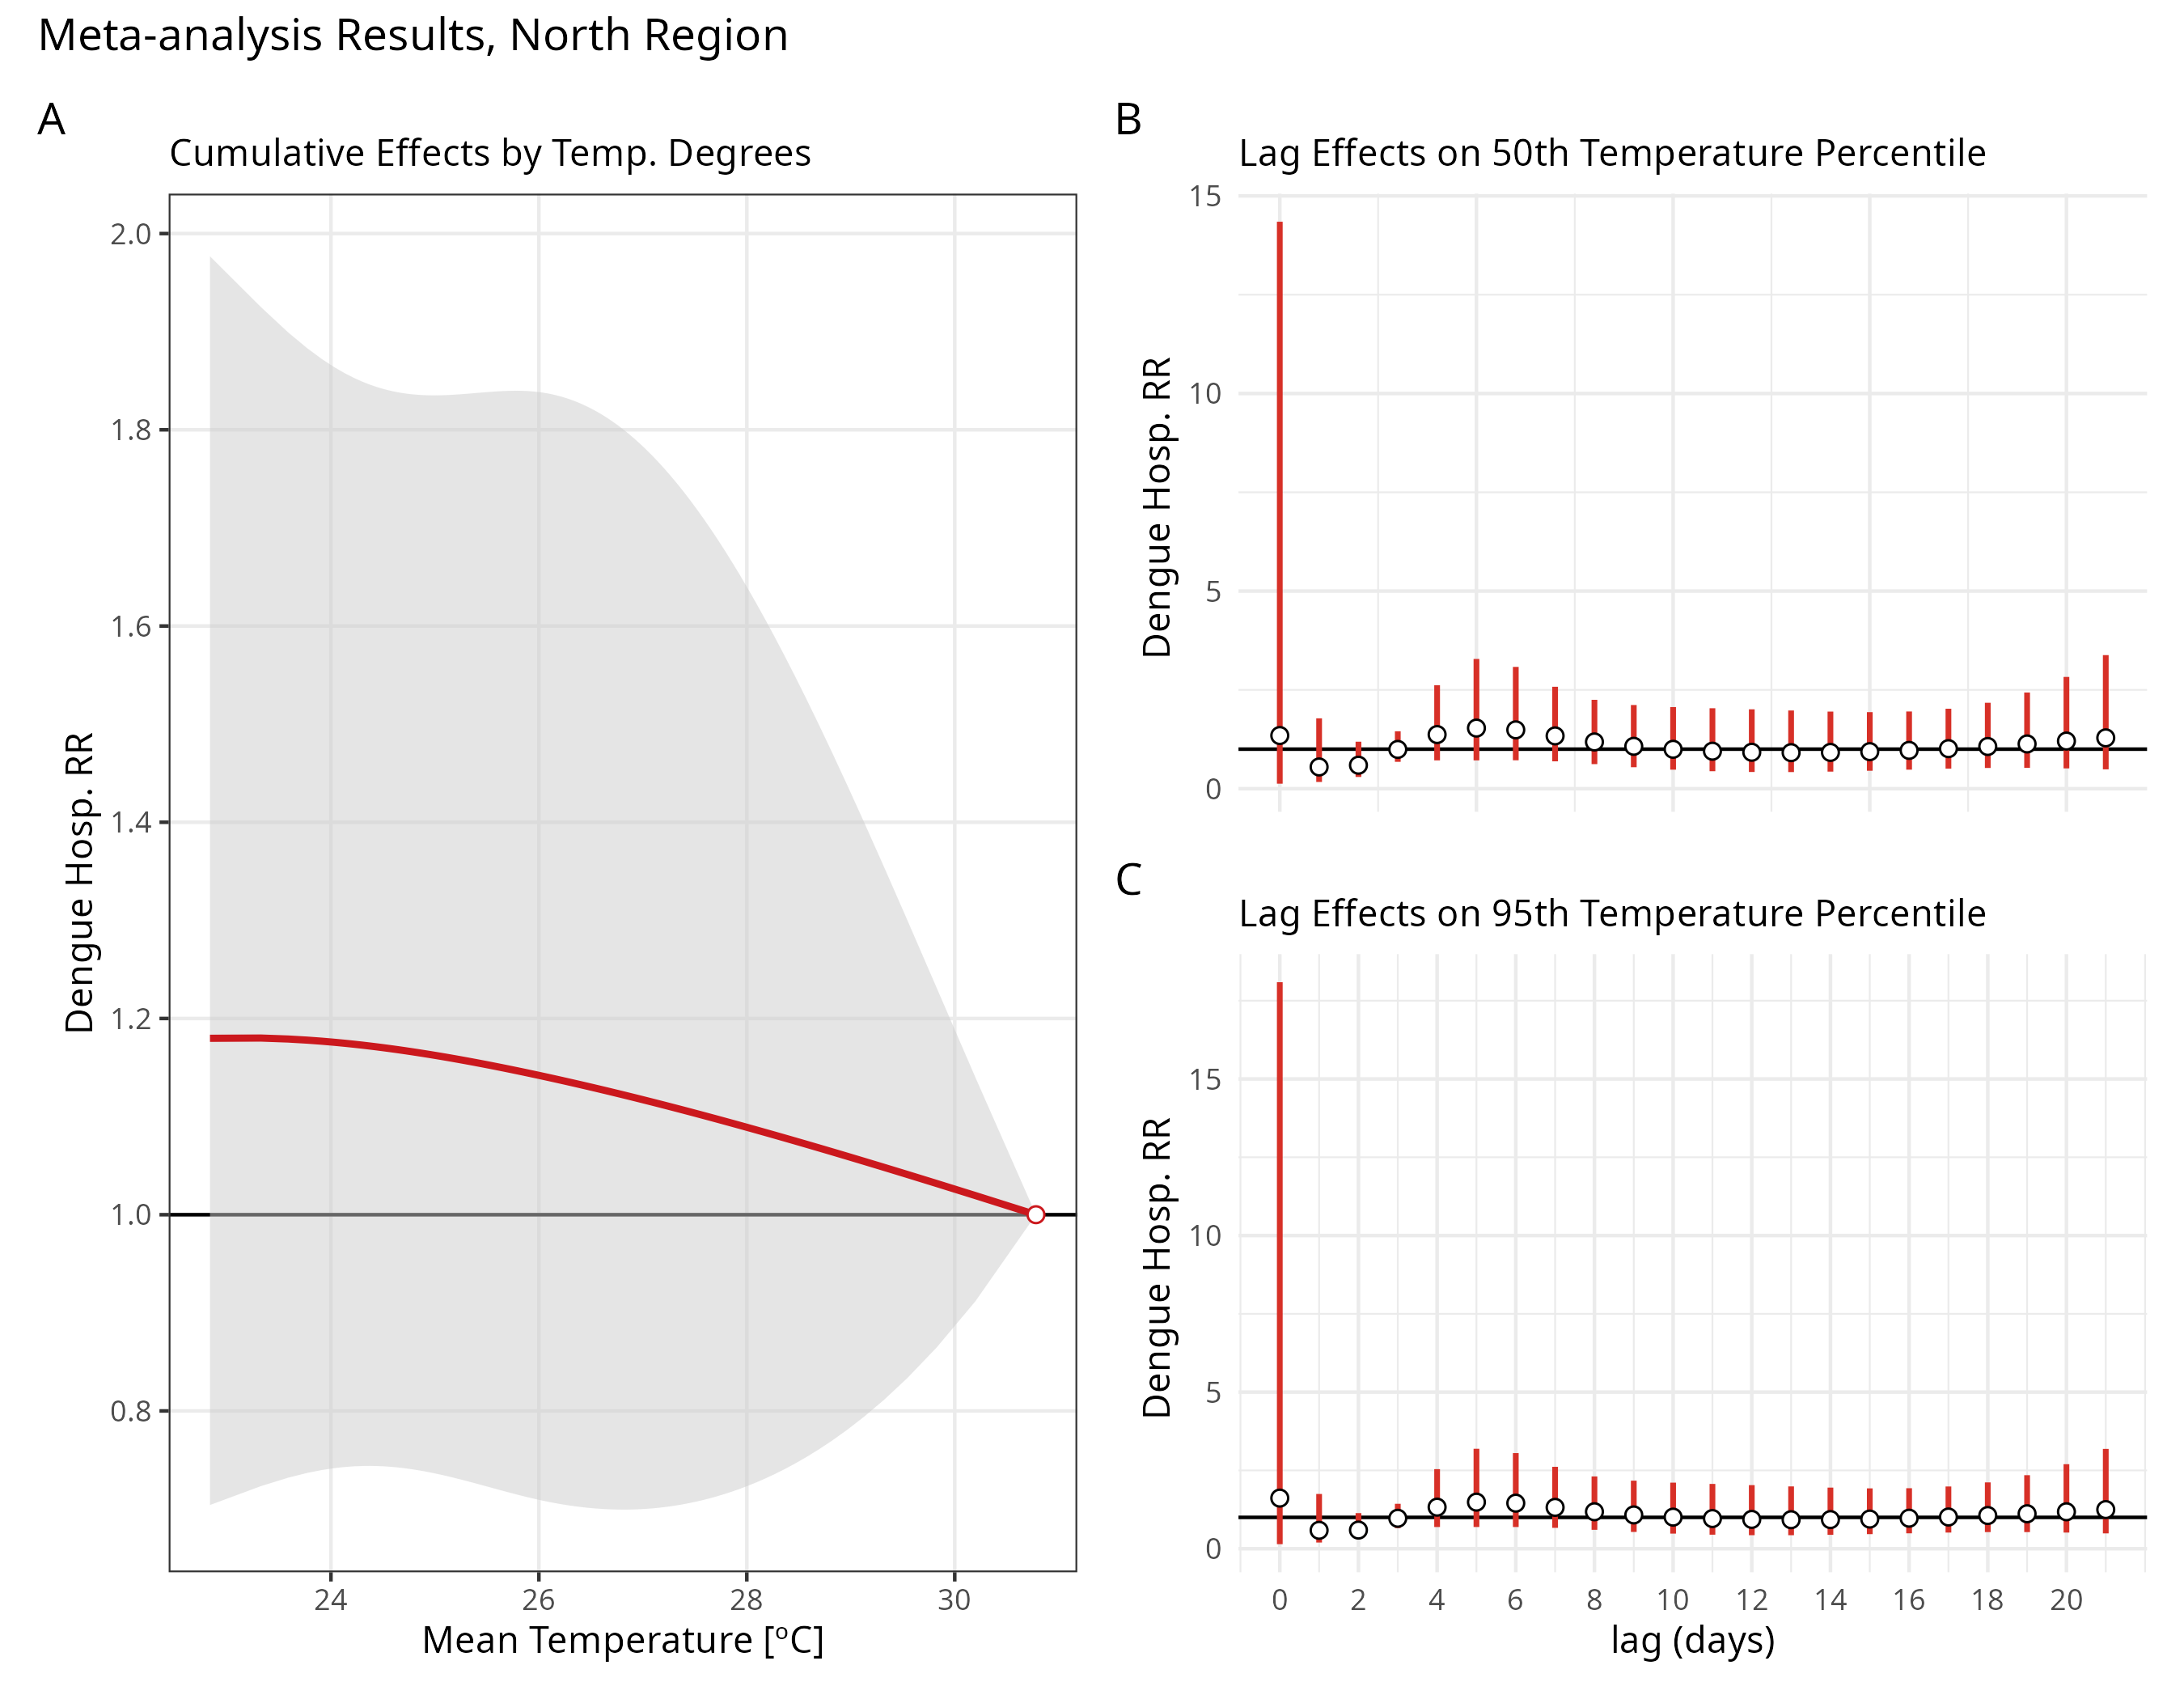 Meta-analysis Results, North Region
A
Cumulative Effects by Temp. Degrees
Dengue Hosp. RR
2.0
1.8
1.6
1.4
1.2
1.0
0.8
24 26 28 30
Mean Temperature [ºC]
B
Lag Effects on 50th Temperature Percentile
Dengue Hosp. RR
15
10
5
0
C
Lag Effects on 95th Temperature Percentile
Dengue Hosp. RR
15
10
5
0
0 2 4 6 8 10 12 14 16 18 20
lag (days)